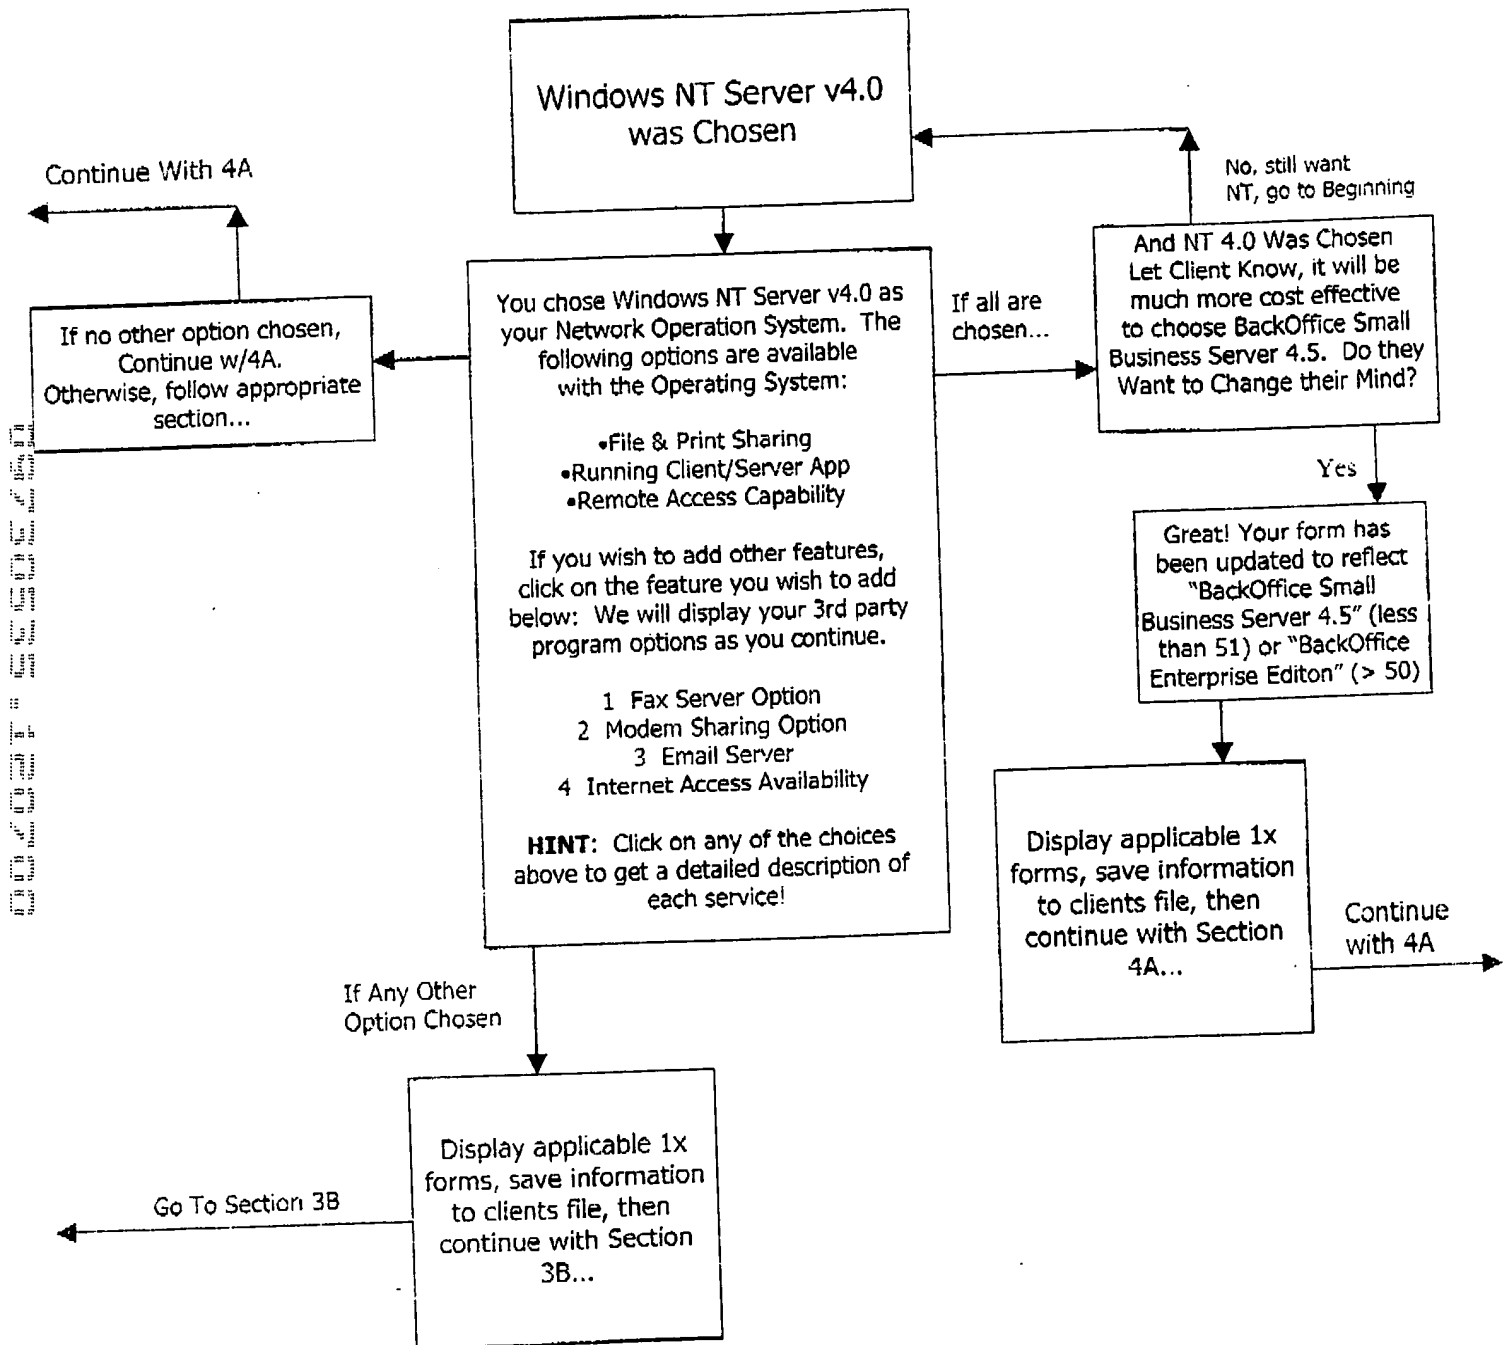 Windows NT Server v4.0
was Chosen
Continue With 4A
No, still want
NT, go to Beginning
If no other option chosen,
Continue w/4A.
Otherwise, follow appropriate
section...
You chose Windows NT Server v4.0 as
your Network Operation System. The
following options are available
with the Operating System:
•File & Print Sharing
•Running Client/Server App
•Remote Access Capability
If you wish to add other features,
click on the feature you wish to add
below: We will display your 3rd party
program options as you continue.
1 Fax Server Option
2 Modem Sharing Option
3 Email Server
4 Internet Access Availability
HINT: Click on any of the choices
above to get a detailed description of
each service!
If all are
chosen...
And NT 4.0 Was Chosen
Let Client Know, it will be
much more cost effective
to choose BackOffice Small
Business Server 4.5. Do they
Want to Change their Mind?
Yes
Great! Your form has
been updated to reflect
"BackOffice Small
Business Server 4.5" (less
than 51) or "BackOffice
Enterprise Editon" (> 50)
Display applicable 1x
forms, save information
to clients file, then
continue with Section
4A...
Continue
with 4A
If Any Other
Option Chosen
Display applicable 1x
forms, save information
to clients file, then
continue with Section
3B...
Go To Section 3B